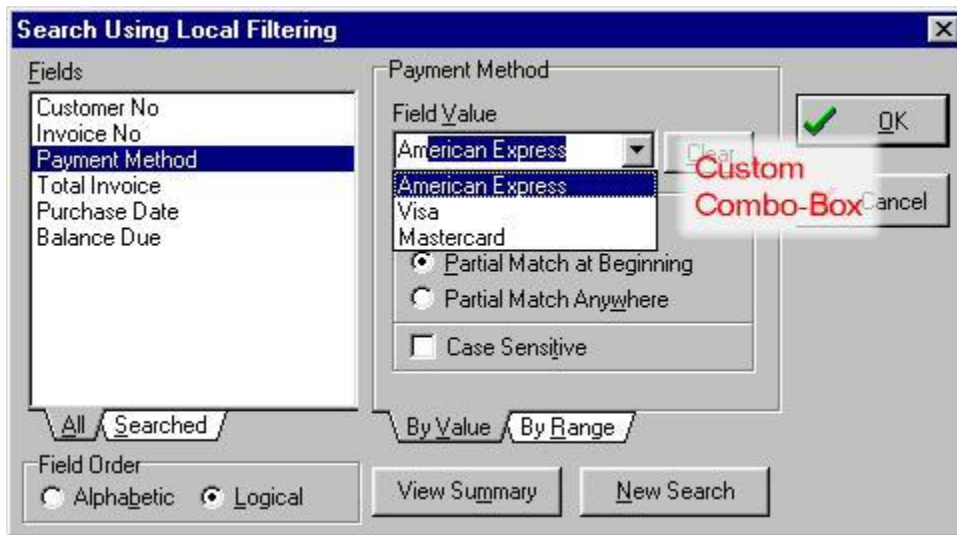 Search Using Local Filtering
Fields
Customer No
Invoice No
Payment Method
Total Invoice
Purchase Date
Balance Due
All
Searched
Field Order
Alphabetic
Logical
Payment Method
Field Value
American Express
Clear
American Express
Visa
Mastercard
Partial Match at Beginning
Partial Match Anywhere
Case Sensitive
By Value
By Range
View Summary
New Search
OK
Cancel
Custom
Combo-Box